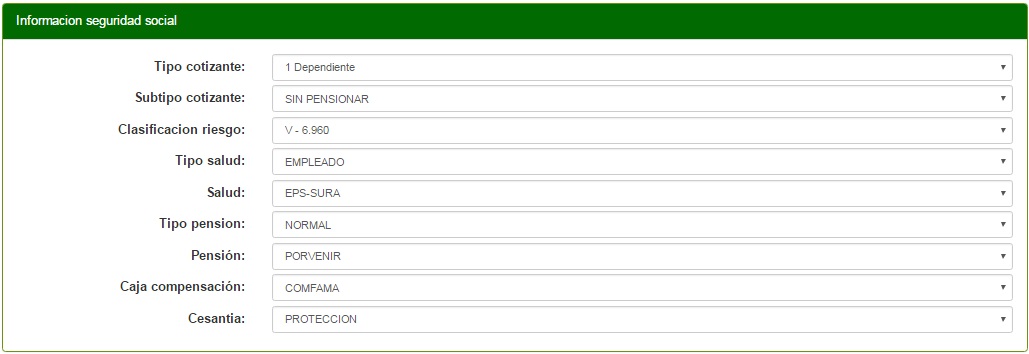 Informacion seguridad social
Tipo cotizante: 1 Dependiente
Subtipo cotizante: SIN PENSIONAR
Clasificacion riesgo: V - 6.960
Tipo salud: EMPLEADO
Salud: EPS-SURA
Tipo pension: NORMAL
Pensión: PORVENIR
Caja compensación: COMFAMA
Cesantia: PROTECCION